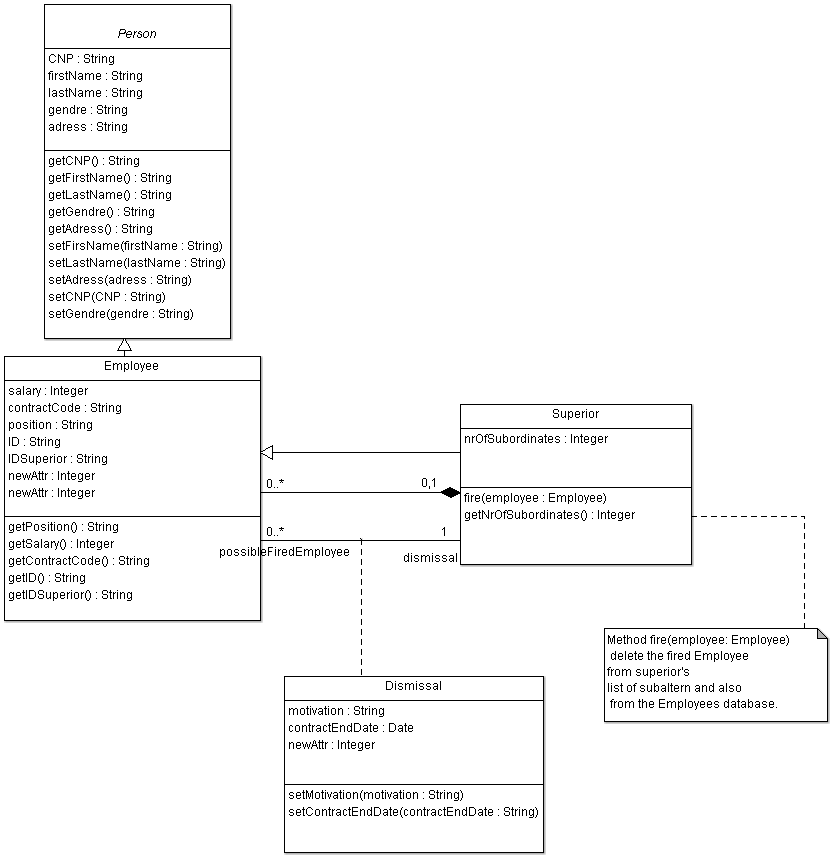 Person
CNP : String
firstName : String
lastName : String
gendre : String
adress : String
getCNP() : String
getFirstName() : String
getLastName() : String
getGendre() : String
getAdress() : String
setFirsName(firstName : String)
setLastName(lastName : String)
setAdress(adress : String)
setCNP(CNP : String)
setGendre(gendre : String)
Employee
salary : Integer
contractCode : String
position : String
ID : String
IDSuperior : String
newAttr : Integer
newAttr : Integer
getPosition() : String
getSalary() : Integer
getContractCode() : String
getID() : String
getIDSuperior() : String
0..*
0,1
0..*
1
possibleFiredEmployee
dismissal
Superior
nrOfSubordinates : Integer
fire(employee : Employee)
getNrOfSubordinates() : Integer
Method fire(employee: Employee)
delete the fired Employee
from superior's
list of subaltern and also
from the Employees database.
Dismissal
motivation : String
contractEndDate : Date
newAttr : Integer
setMotivation(motivation : String)
setContractEndDate(contractEndDate : String)